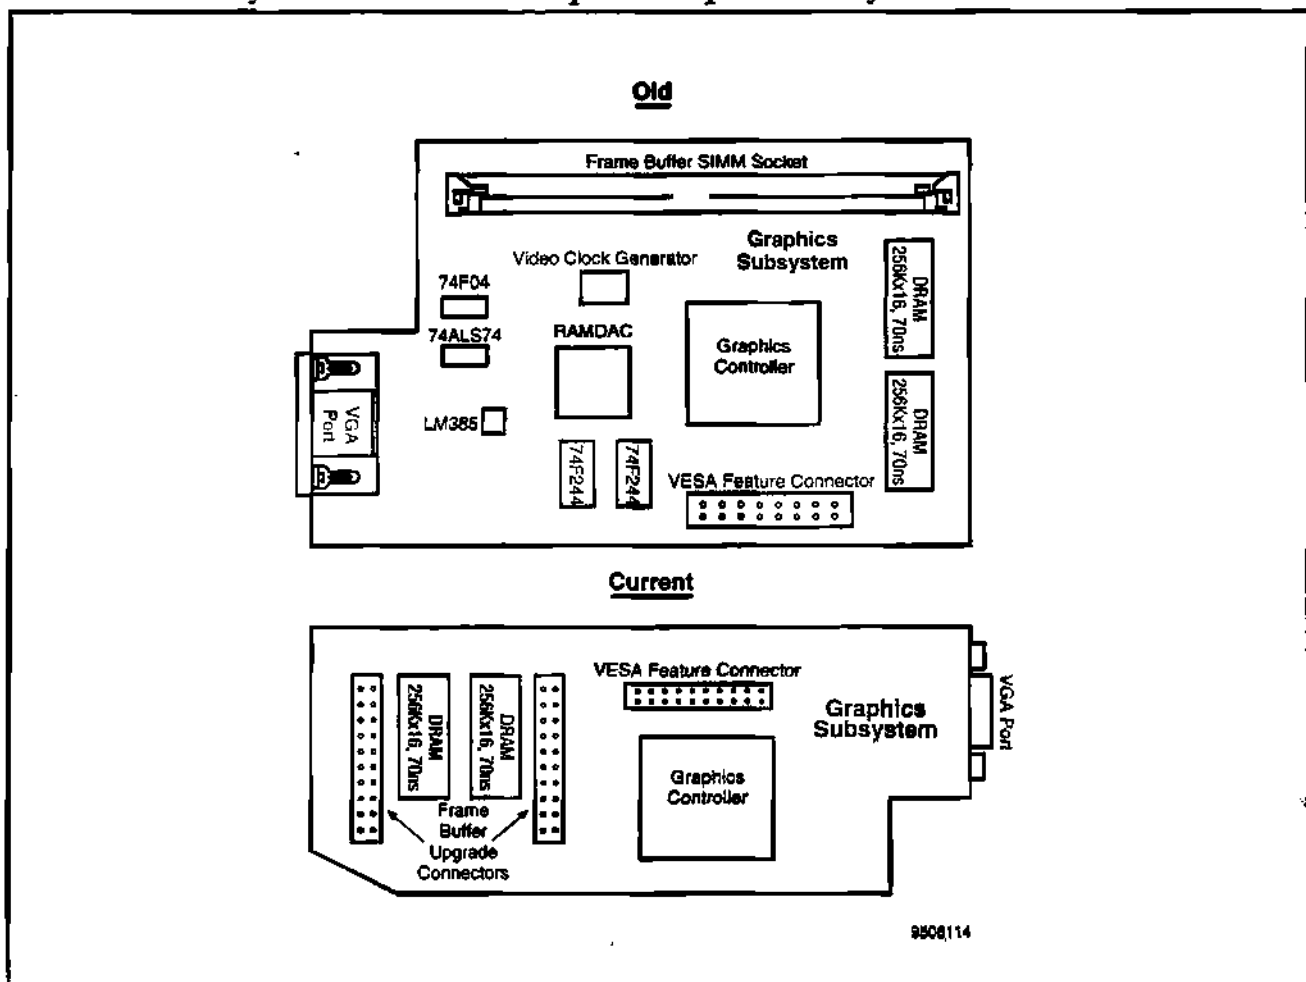 Old
Frame Buffer SIMM Socket
Graphics
Subsystem
Video Clock Generator
74F04
DRAM
256Kx16, 70ns
74ALS74
RAMDAC
Graphics
Controller
VGA
Port
LM385
DRAM
256Kx16, 70ns
74F244
74F244
VESA Feature Connector
Current
VESA Feature Connector
DRAM
256Kx16, 70ns
DRAM
256Kx16, 70ns
Graphics
Subsystem
VGA Port
Graphics
Controller
Frame
Buffer
Upgrade
Connectors
9506114